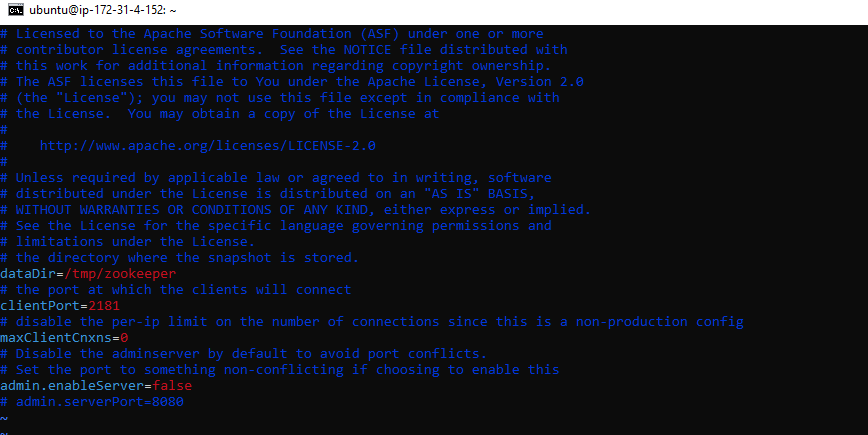 ubuntu@ip-172-31-4-152: ~
# Licensed to the Apache Software Foundation (ASF) under one or more
# contributor license agreements.  See the NOTICE file distributed with
# this work for additional information regarding copyright ownership.
# The ASF licenses this file to You under the Apache License, Version 2.0
# (the "License"); you may not use this file except in compliance with
# the License.  You may obtain a copy of the License at
#
#    http://www.apache.org/licenses/LICENSE-2.0
#
# Unless required by applicable law or agreed to in writing, software
# distributed under the License is distributed on an "AS IS" BASIS,
# WITHOUT WARRANTIES OR CONDITIONS OF ANY KIND, either express or implied.
# See the License for the specific language governing permissions and
# limitations under the License.
# the directory where the snapshot is stored.
dataDir=/tmp/zookeeper
# the port at which the clients will connect
clientPort=2181
# disable the per-ip limit on the number of connections since this is a non-production config
maxClientCnxns=0
# Disable the adminserver by default to avoid port conflicts.
# Set the port to something non-conflicting if choosing to enable this
admin.enableServer=false
# admin.serverPort=8080
~
~